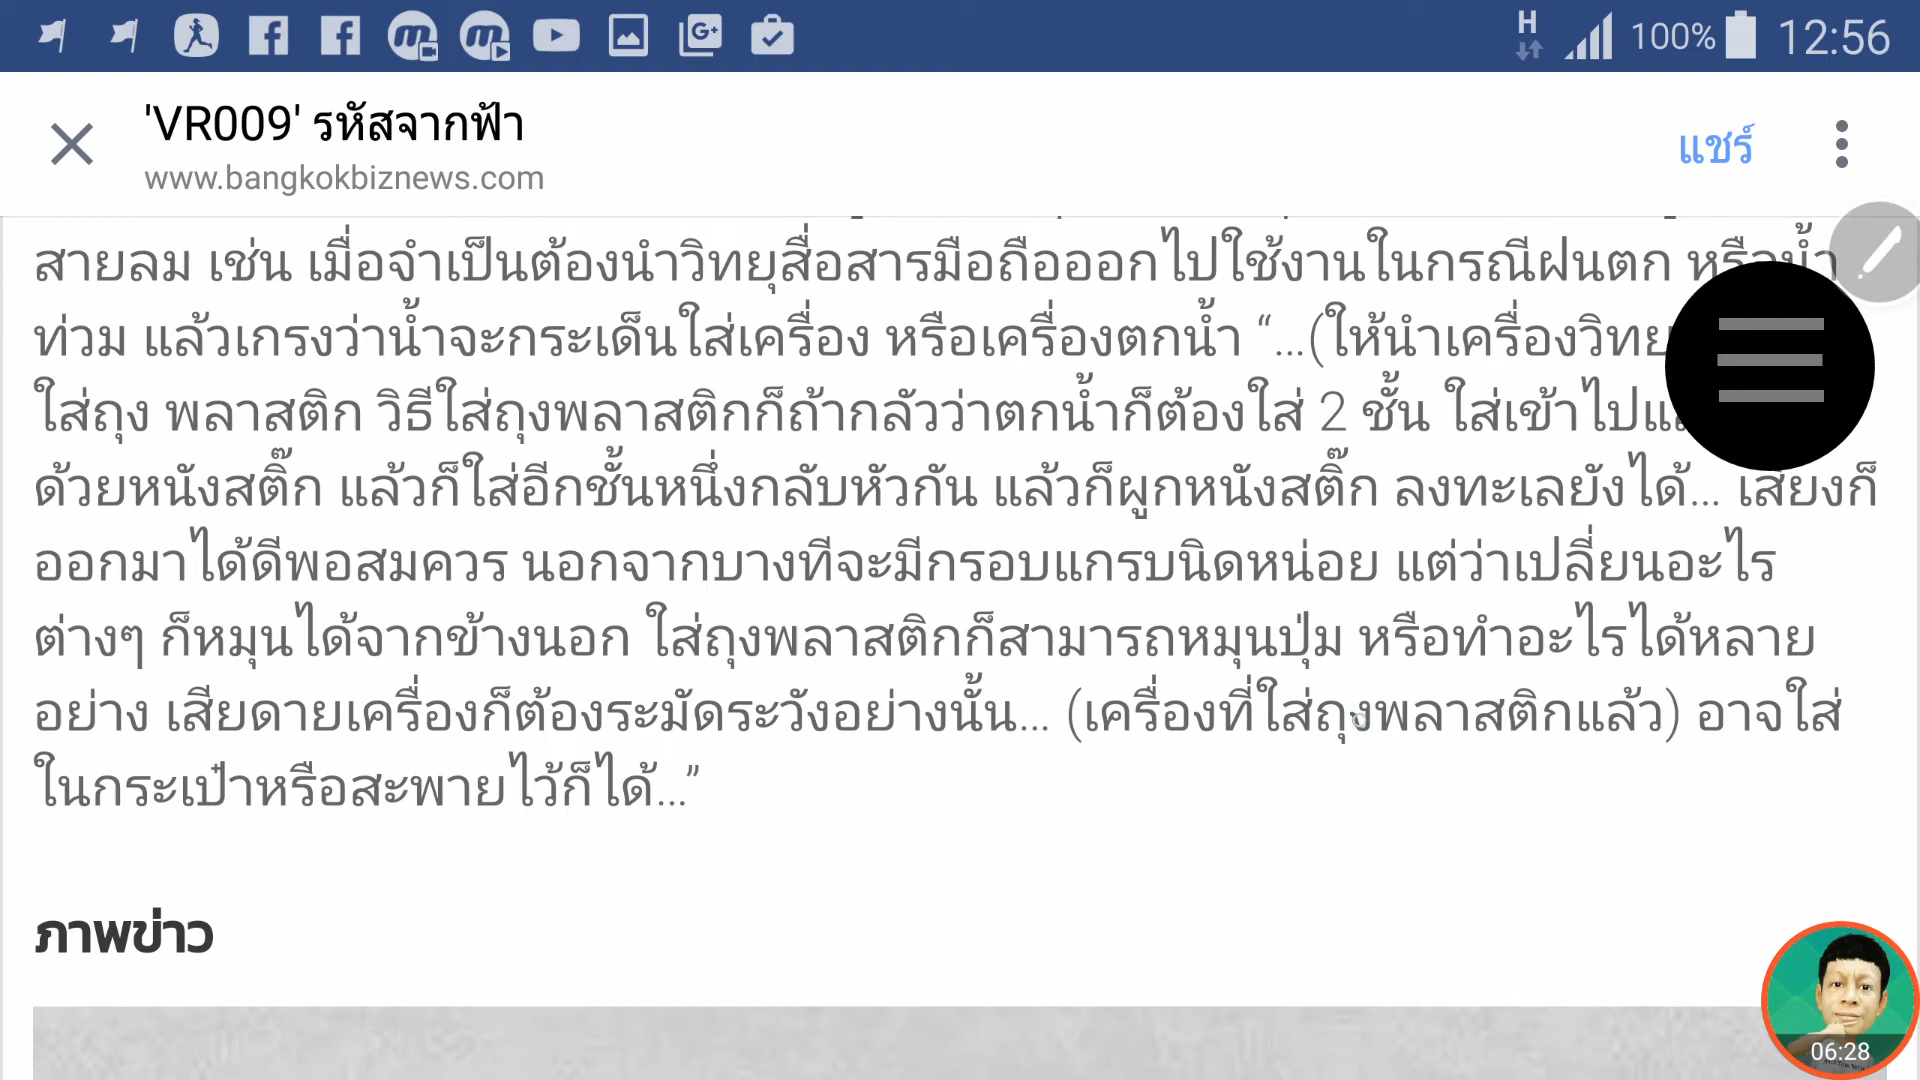 H 100% 12:56
'VR009' รหัสจากฟ้า
www.bangkokbiznews.com
แชร์
สายลม เช่น เมื่อจำเป็นต้องนำวิทยุสื่อสารมือถือออกไปใช้งานในกรณีฝนตก หรือน้ำ
ท่วม แล้วเกรงว่าน้ำจะกระเด็นใส่เครื่อง หรือเครื่องตกน้ำ “...(ให้นำเครื่องวิทย
ใส่ถุง พลาสติก วิธีใส่ถุงพลาสติกก็ถ้ากลัวว่าตกน้ำก็ต้องใส่ 2 ชั้น ใส่เข้าไป
ด้วยหนังสติ๊ก แล้วก็ใส่อีกชั้นหนึ่งกลับหัวกัน แล้วก็ผูกหนังสติ๊ก ลงทะเลยังได้... เสียงก็
ออกมาได้ดีพอสมควร นอกจากบางทีจะมีกรอบแกรบนิดหน่อย แต่ว่าเปลี่ยนอะไร
ต่างๆ ก็หมุนได้จากข้างนอก ใส่ถุงพลาสติกก็สามารถหมุนปุ่ม หรือทำอะไรได้หลาย
อย่าง เสียดายเครื่องก็ต้องระมัดระวังอย่างนั้น... (เครื่องที่ใส่ถุงพลาสติกแล้ว) อาจใส่
ในกระเป๋าหรือสะพายไว้ก็ได้...”
ภาพข่าว
06:28